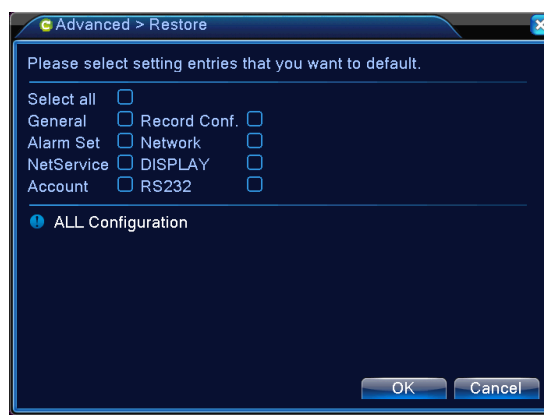 Advanced > Restore
Please select setting entries that you want to default.
Select all
General Record Conf.
Alarm Set Network
NetService DISPLAY
Account RS232
ALL Configuration
OK Cancel